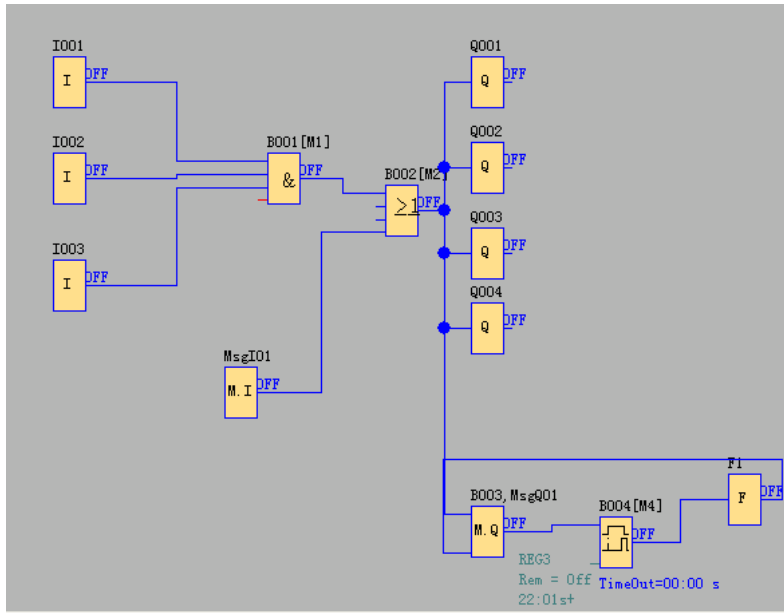 I001
I OFF
I002
I OFF
I003
I OFF
B001[M1]
& OFF
B002[M2]
≥1 OFF
MsgI01
M.I OFF
Q001
Q OFF
Q002
Q OFF
Q003
Q OFF
Q004
Q OFF
B003,MsgQ01
M.Q OFF
REG3
Rem = Off
22:01s+
B004[M4]
OFF
TimeOut=00:00 s
F1
F OFF